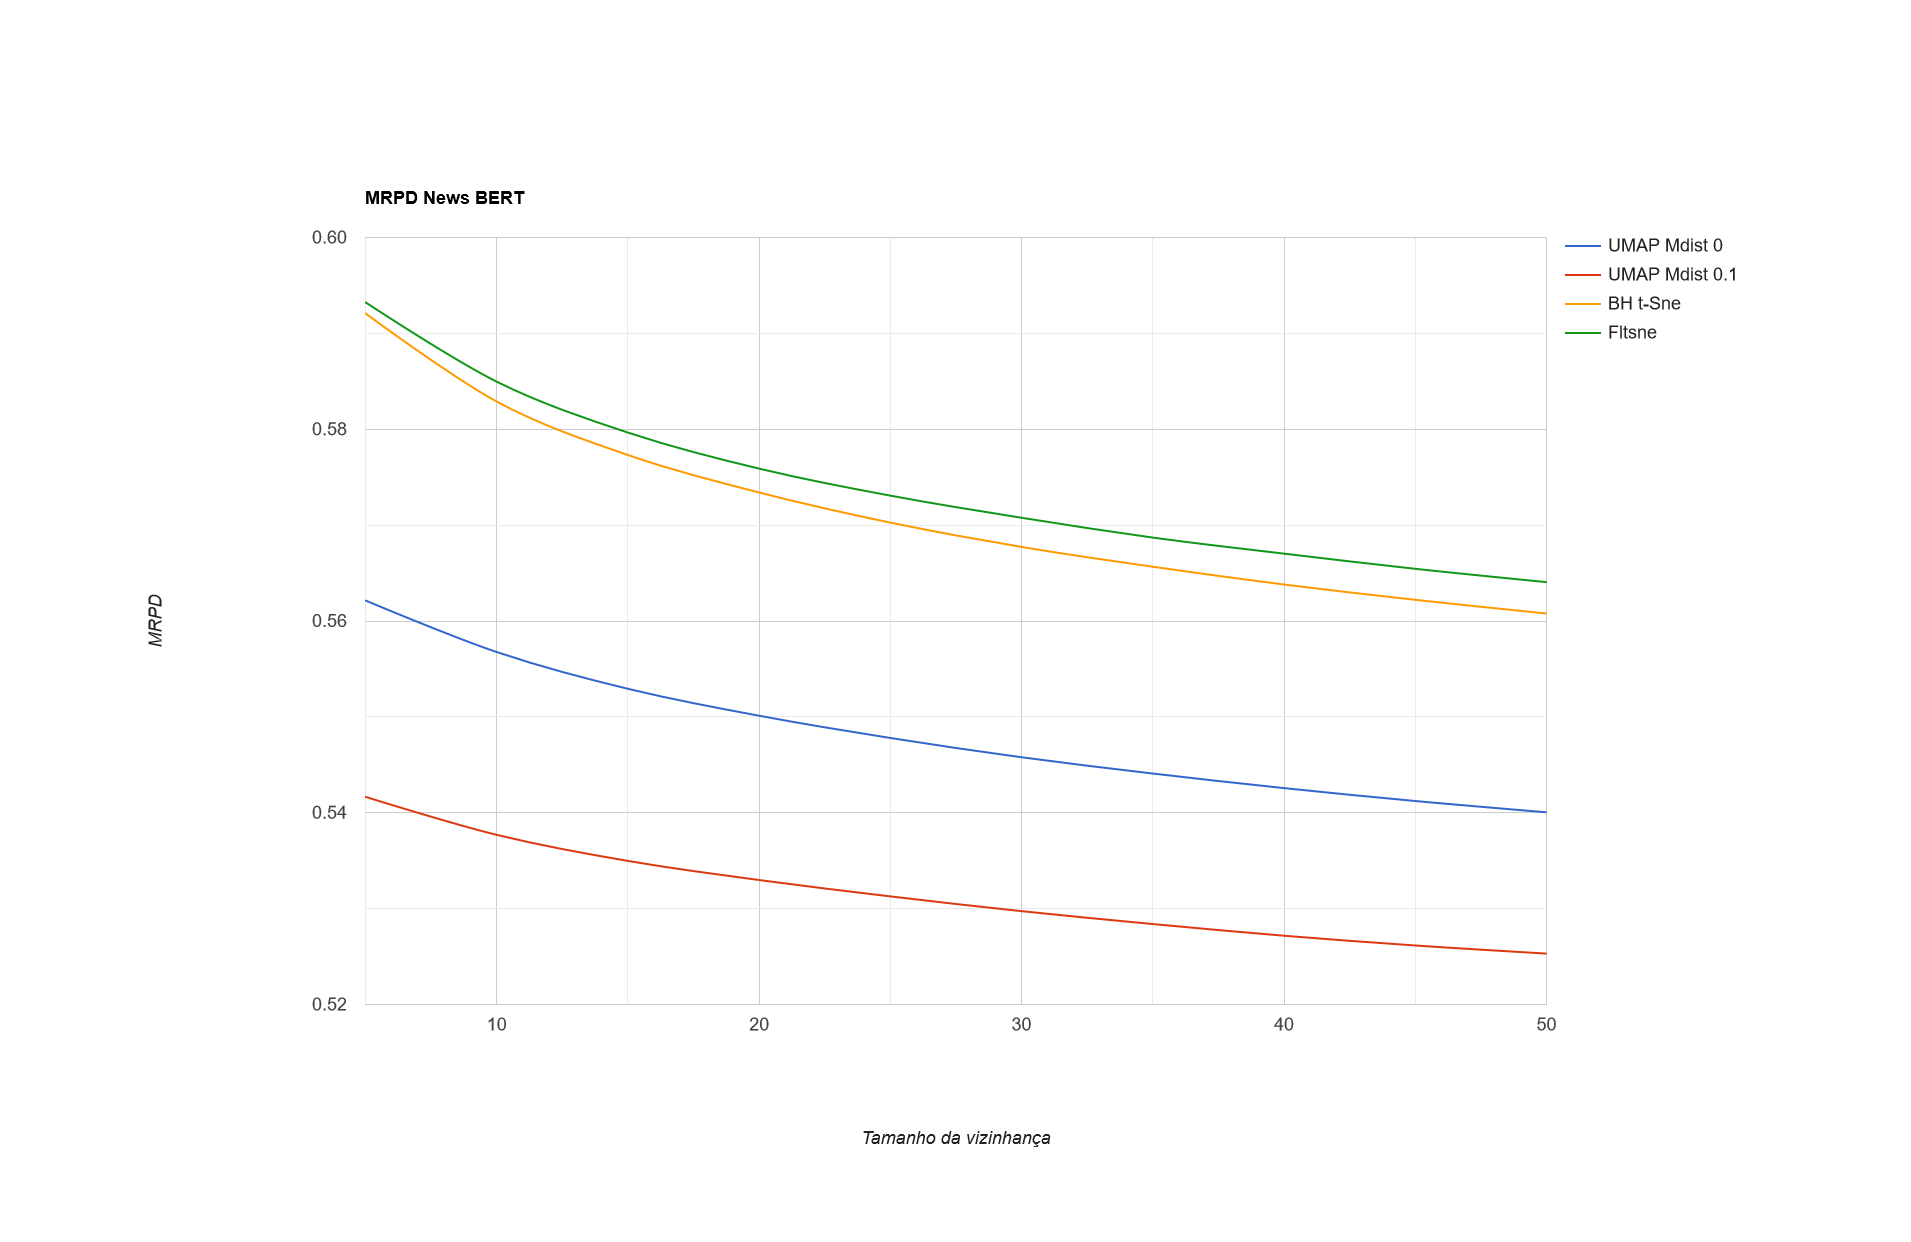 MRPD News BERT
0.60
0.58
0.56
0.54
0.52
MRPD
10 20 30 40 50
Tamanho da vizinhança
UMAP Mdist 0
UMAP Mdist 0.1
BH t-Sne
FItsne